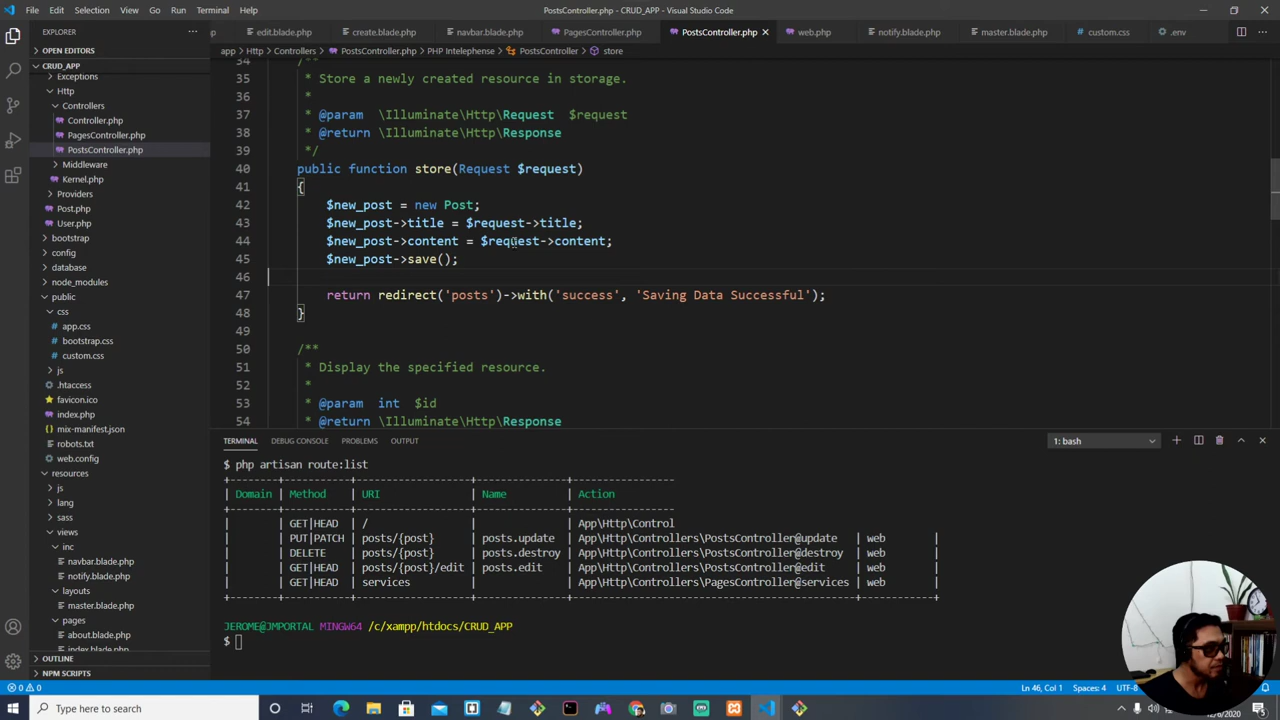 File Edit Selection View Go Run Terminal Help
PostsController.php - CRUD_APP - Visual Studio Code
EXPLORER
edit.blade.php create.blade.php navbar.blade.php PagesController.php PostsController.php web.php notify.blade.php master.blade.php custom.css .env
app > Http > Controllers > PostsController.php > PHP Intelephense > PostsController > store
OPEN EDITORS
CRUD_APP
Exceptions
Http
Controllers
Controller.php
PagesController.php
PostsController.php
Middleware
Kernel.php
Providers
Post.php
User.php
bootstrap
config
database
node_modules
public
css
app.css
bootstrap.css
custom.css
js
.htaccess
favicon.ico
index.php
mix-manifest.json
robots.txt
web.config
resources
js
lang
sass
views
inc
navbar.blade.php
notify.blade.php
layouts
master.blade.php
pages
about.blade.php
index.blade.php
OUTLINE
NPM SCRIPTS
34 /**
35 * Store a newly created resource in storage.
36 *
37 * @param \Illuminate\Http\Request $request
38 * @return \Illuminate\Http\Response
39 */
40 public function store(Request $request)
41 {
42 $new_post = new Post;
43 $new_post->title = $request->title;
44 $new_post->content = $request->content;
45 $new_post->save();
46
47 return redirect('posts')->with('success', 'Saving Data Successful');
48 }
49
50 /**
51 * Display the specified resource.
52 *
53 * @param int $id
54 * @return \Illuminate\Http\Response
TERMINAL DEBUG CONSOLE PROBLEMS OUTPUT
1: bash
$ php artisan route:list
+--------+----------+------------------+---------------+--------------
| Domain | Method | URI | Name | Action
+--------+----------+------------------+---------------+--------------
| | GET|HEAD | / | | App\Http\Control
| | PUT|PATCH | posts/{post} | posts.update | App\Http\Controllers\PostsController@update | web |
| | DELETE | posts/{post} | posts.destroy | App\Http\Controllers\PostsController@destroy | web |
| | GET|HEAD | posts/{post}/edit | posts.edit | App\Http\Controllers\PostsController@edit | web |
| | GET|HEAD | services | | App\Http\Controllers\PagesController@services | web |
+--------+----------+------------------+---------------+---------------------------------------+-----------+
JEROME@JMPORTAL MINGW64 /c/xampp/htdocs/CRUD_APP
$
0 0
Ln 46, Col 1 Spaces: 4 UTF-8
Type here to search